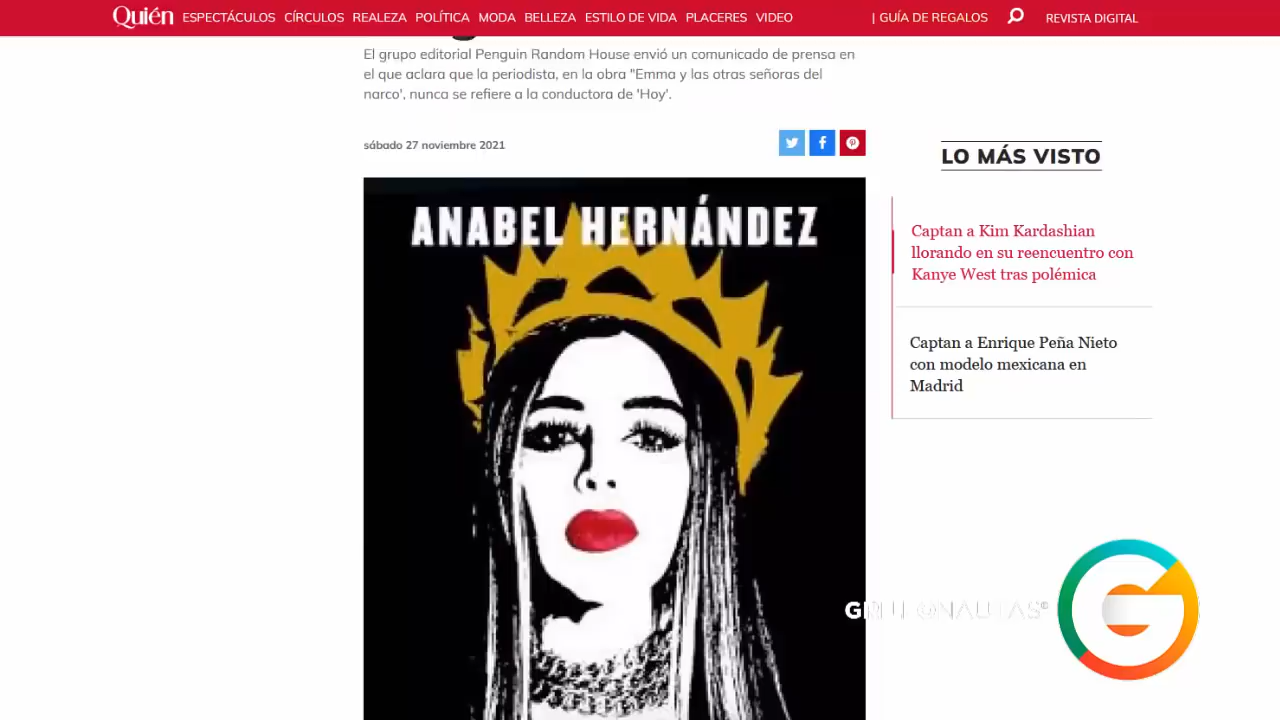 Quién ESPECTÁCULOS CÍRCULOS REALEZA POLÍTICA MODA BELLEZA ESTILO DE VIDA PLACERES VIDEO | GUÍA DE REGALOS REVISTA DIGITAL
El grupo editorial Penguin Random House envió un comunicado de prensa en
el que aclara que la periodista, en la obra "Emma y las otras señoras del
narco', nunca se refiere a la conductora de 'Hoy'.
sábado 27 noviembre 2021
LO MÁS VISTO
ANABEL HERNÁNDEZ
Captan a Kim Kardashian
llorando en su reencuentro con
Kanye West tras polémica
Captan a Enrique Peña Nieto
con modelo mexicana en
Madrid